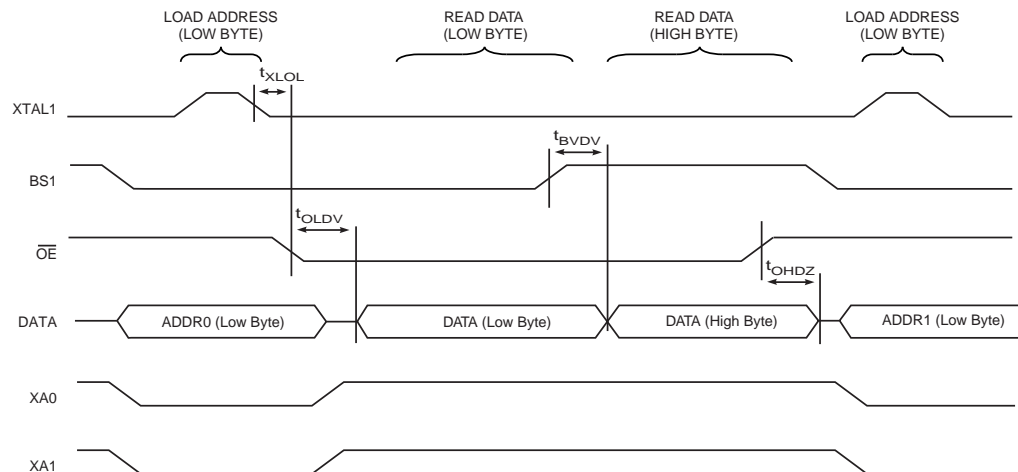 LOAD ADDRESS
(LOW BYTE)
READ DATA
(LOW BYTE)
READ DATA
(HIGH BYTE)
LOAD ADDRESS
(LOW BYTE)
tXLOL
XTAL1
tBVDV
BS1
tOLDV
OE
tOHDZ
DATA
ADDR0 (Low Byte)
DATA (Low Byte)
DATA (High Byte)
ADDR1 (Low Byte)
XA0
XA1